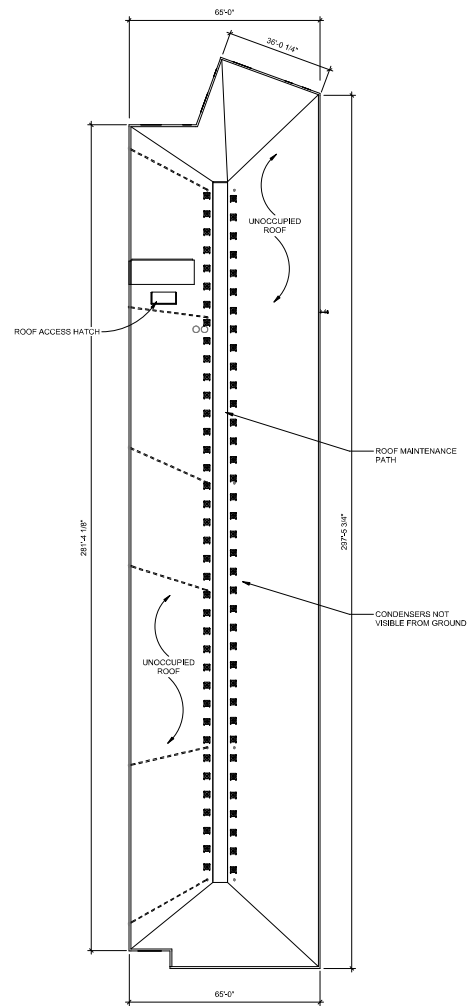 65'-0"
36'-0 1/4"
UNOCCUPIED
ROOF
ROOF ACCESS HATCH
ROOF MAINTENANCE
PATH
281'-4 1/8"
297'-5 3/4"
CONDENSERS NOT
VISIBLE FROM GROUND
UNOCCUPIED
ROOF
65'-0"